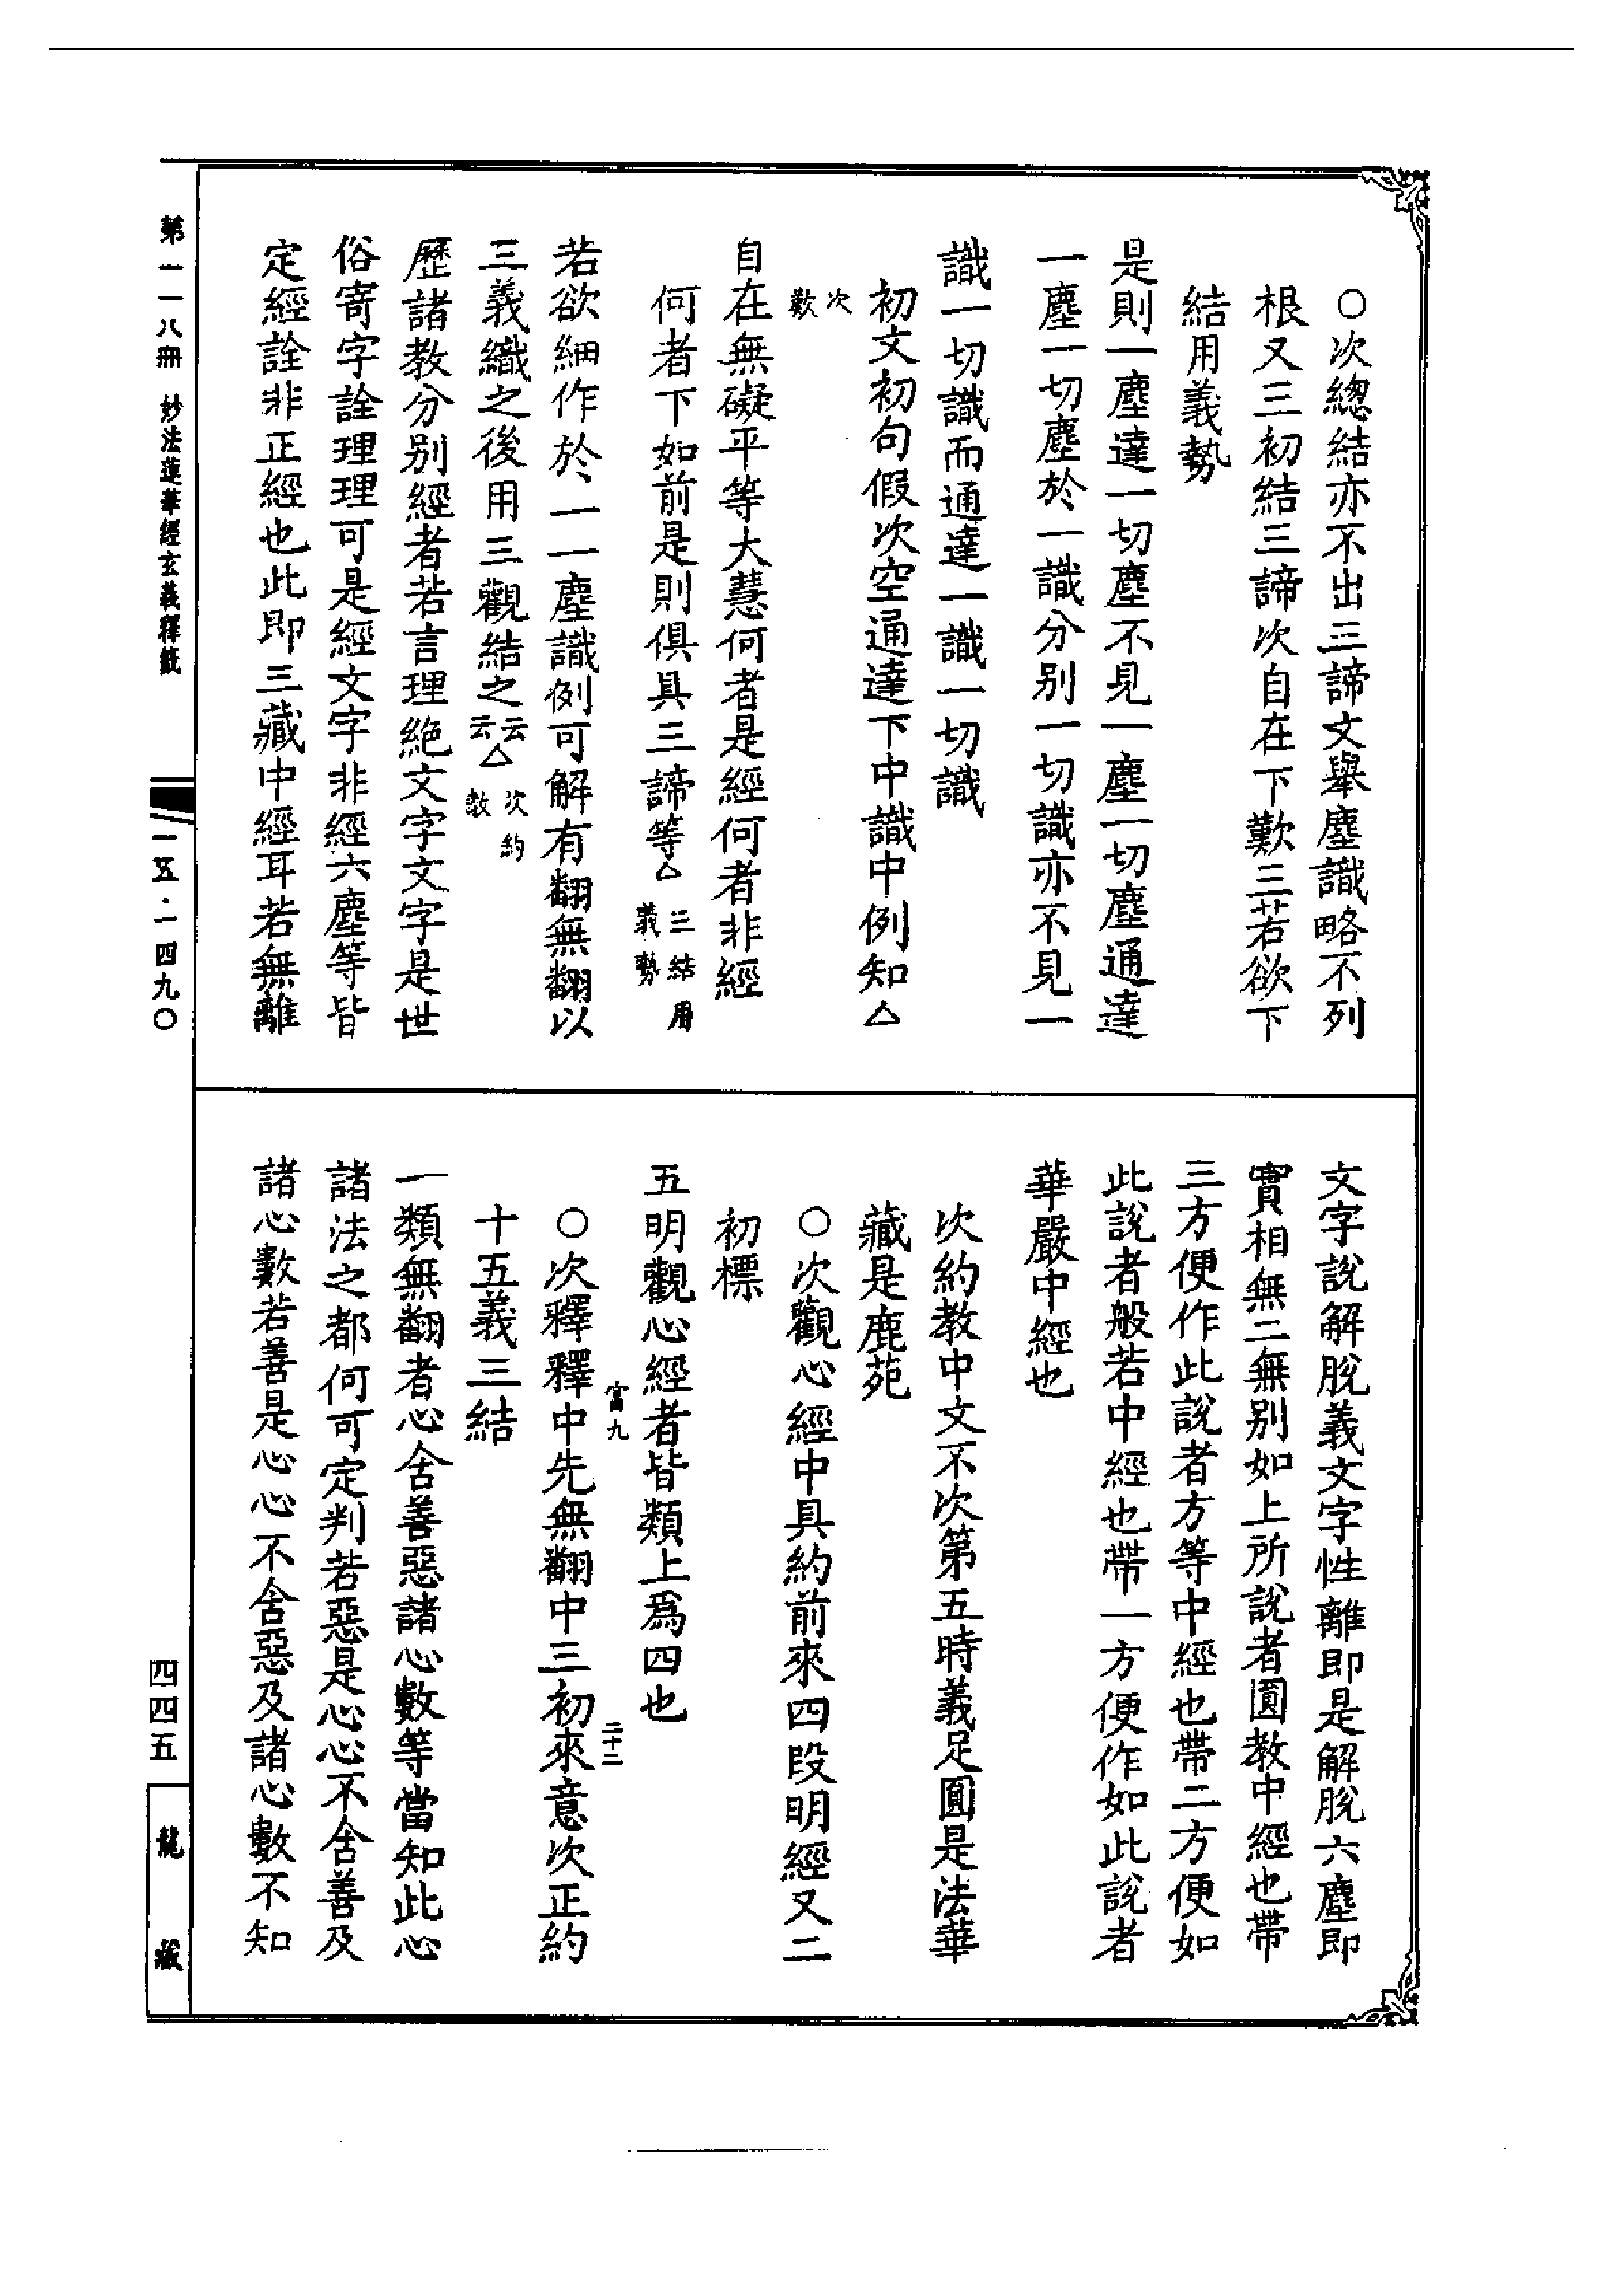 ○次總結亦不出三諦文舉塵識略不列
根又三初結三諦次自在下歎三若欲下
結用義勢
是則一塵達一切塵不見一塵一切塵通達
一塵一切塵於一識分別一切識亦不見一
識一切識而通達一識一切識
初文初句假次空通達下中識中例知△
次
歎
自在無礙平等大慧何者是經何者非經
何者下如前是則俱具三諦等△
三結用
義勢
若欲細作於一一塵識例可解有翻無翻以
三義織之後用三觀結之云云△
次約
教
歷諸教分別經者若言理絕文字文字是世
俗寄字詮理理可是經文字非經六塵等皆
定經詮非正經也此即三藏中經耳若無離
文字說解脫義文字性離即是解脫六塵即
實相無二無別如上所說者圓教中經也帶
三方便作此說者方等中經也帶二方便如
此說者般若中經也帶一方便作如此說者
華嚴中經也
次約教中文不次第五時義足圓是法華
藏是鹿苑
○次觀心經中具約前來四段明經又二
初標
五明觀心經者皆類上為四也
富九
二十二
○次釋釋中先無翻中三初來意次正約
十五義三結
一類無翻者心含善惡諸心數等當知此心
諸法之都何可定判若惡是心心不含善及
諸心數若善是心心不含惡及諸心數不知
第一一八冊 妙法蓮華經玄義釋籤
一五·一四九○
四四五
龍藏